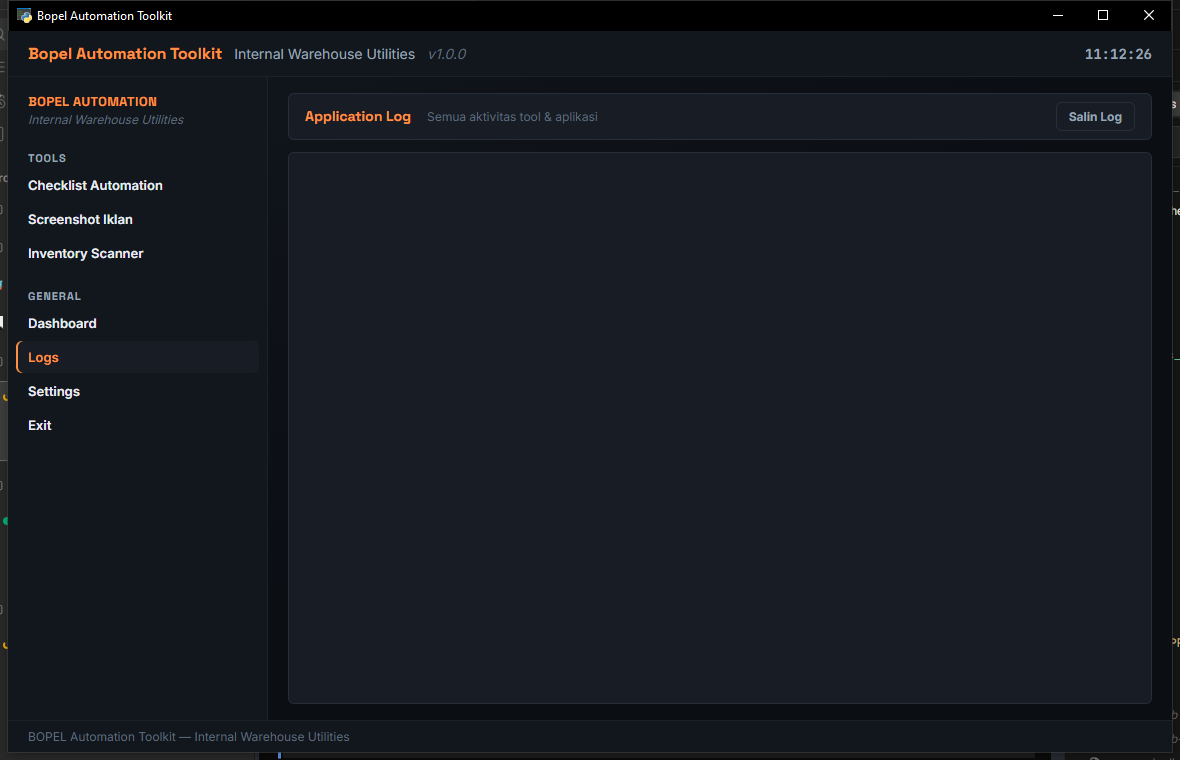 Bopel Automation Toolkit
Bopel Automation Toolkit Internal Warehouse Utilities v1.0.0 11:12:26
BOPEL AUTOMATION
Internal Warehouse Utilities
TOOLS
Checklist Automation
Screenshot Iklan
Inventory Scanner
GENERAL
Dashboard
Logs
Settings
Exit
Application Log Semua aktivitas tool & aplikasi Salin Log
BOPEL Automation Toolkit — Internal Warehouse Utilities